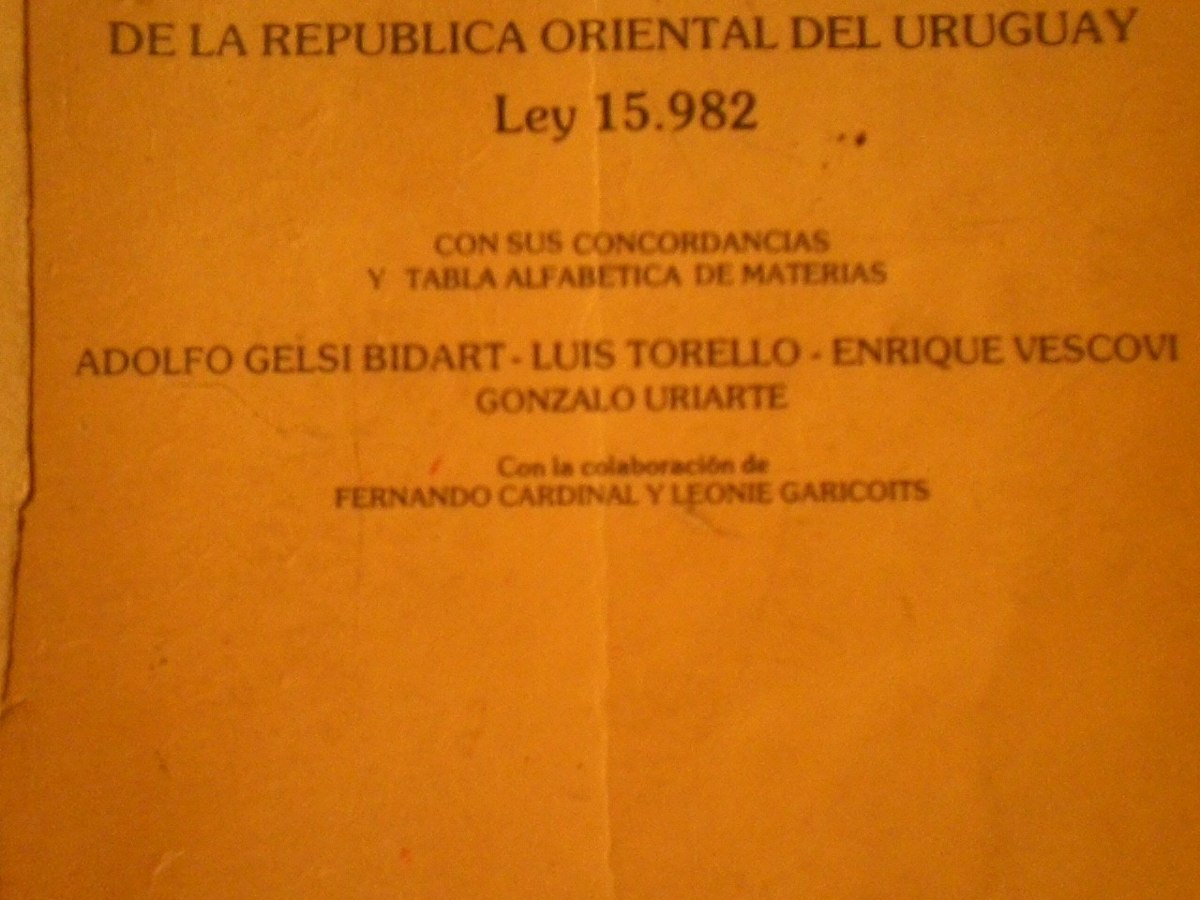 DE LA REPUBLICA ORIENTAL DEL URUGUAY
Ley 15.982
CON SUS CONCORDANCIAS
Y TABLA ALFABETICA DE MATERIAS
ADOLFO GELSI BIDART - LUIS TORELLO - ENRIQUE VESCOVI
GONZALO URIARTE
Con la colaboración de
FERNANDO CARDINAL Y LEONIE GARICOITS